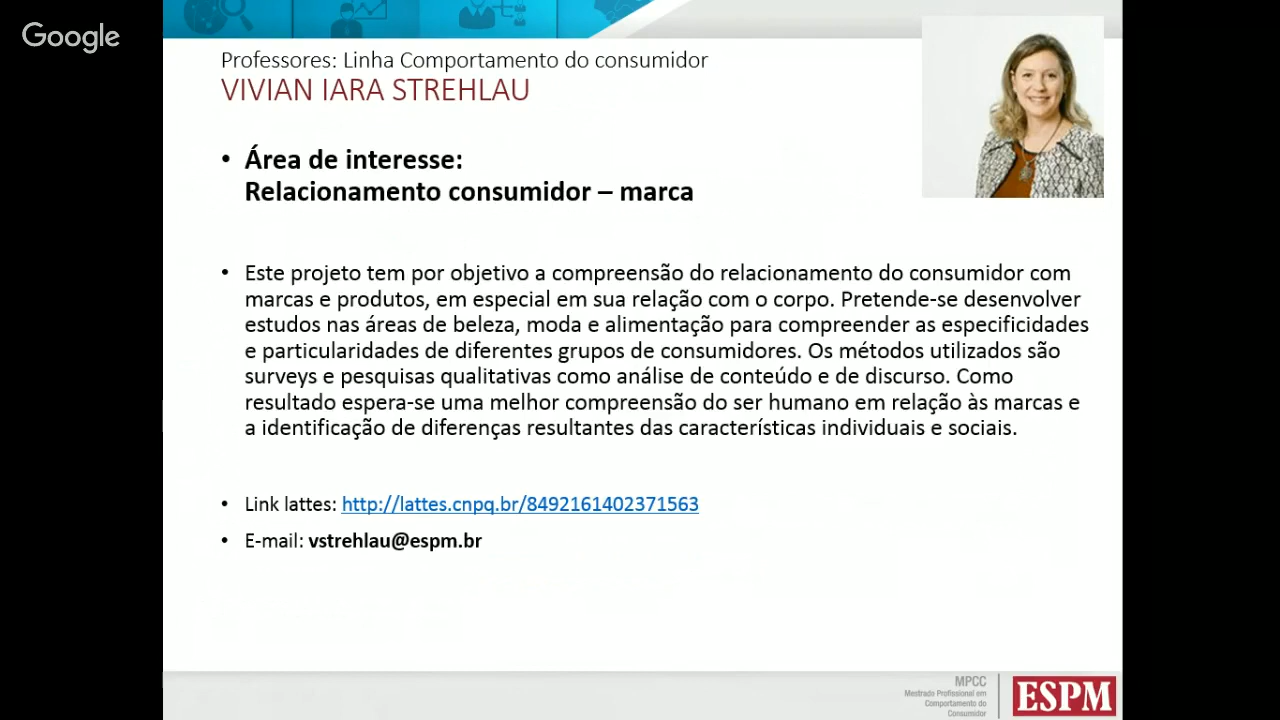 Google
Professores: Linha Comportamento do consumidor
VIVIAN IARA STREHLAU
• Área de interesse:
Relacionamento consumidor – marca
• Este projeto tem por objetivo a compreensão do relacionamento do consumidor com
marcas e produtos, em especial em sua relação com o corpo. Pretende-se desenvolver
estudos nas áreas de beleza, moda e alimentação para compreender as especificidades
e particularidades de diferentes grupos de consumidores. Os métodos utilizados são
surveys e pesquisas qualitativas como análise de conteúdo e de discurso. Como
resultado espera-se uma melhor compreensão do ser humano em relação às marcas e
a identificação de diferenças resultantes das características individuais e sociais.
• Link lattes: http://lattes.cnpq.br/8492161402371563
• E-mail: vstrehlau@espm.br
MPCC
Mestrado Profissional em
Comportamento do
Consumidor
ESPM